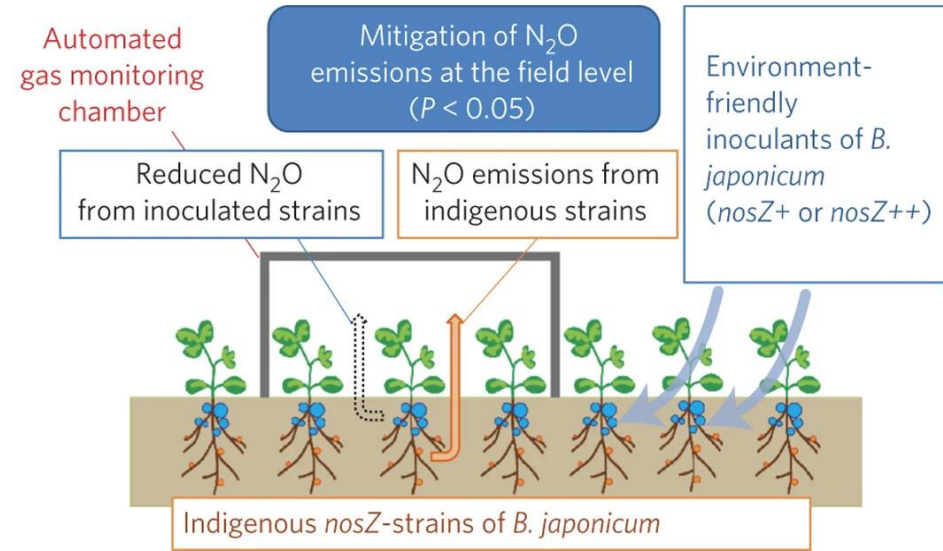 Automated
gas monitoring
chamber
Mitigation of N₂O
emissions at the field level
(P < 0.05)
Environment-
friendly
inoculants of B.
japonicum
(nosZ+ or nosZ++)
Reduced N₂O
from inoculated strains
N₂O emissions from
indigenous strains
Indigenous nosZ-strains of B. japonicum